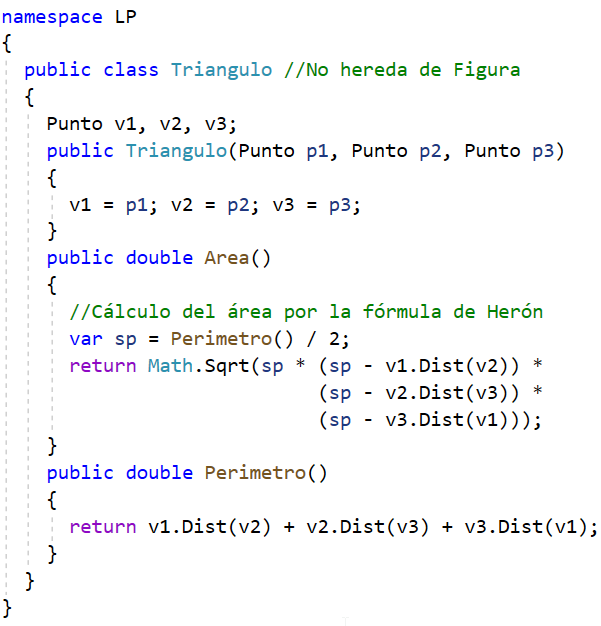 namespace LP
{
public class Triangulo //No hereda de Figura
{
Punto v1, v2, v3;
public Triangulo(Punto p1, Punto p2, Punto p3)
{
v1 = p1; v2 = p2; v3 = p3;
}
public double Area()
{
//Cálculo del área por la fórmula de Herón
var sp = Perimetro() / 2;
return Math.Sqrt(sp * (sp - v1.Dist(v2)) *
(sp - v2.Dist(v3)) *
(sp - v3.Dist(v1)));
}
public double Perimetro()
{
return v1.Dist(v2) + v2.Dist(v3) + v3.Dist(v1);
}
}
}